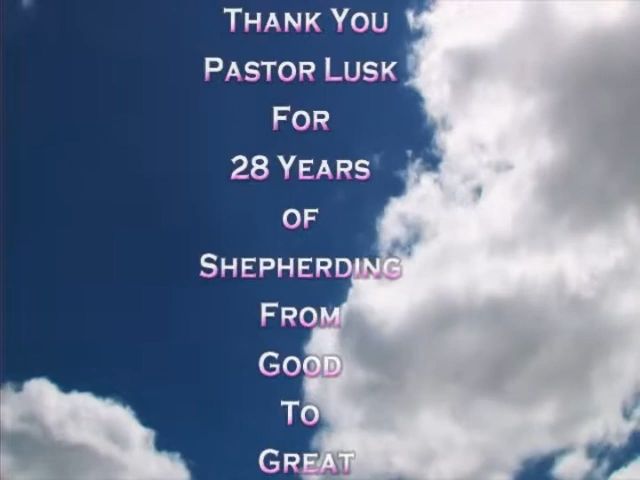 Thank You
Pastor Lusk
For
28 Years
of
Shepherding
From
Good
To
Great